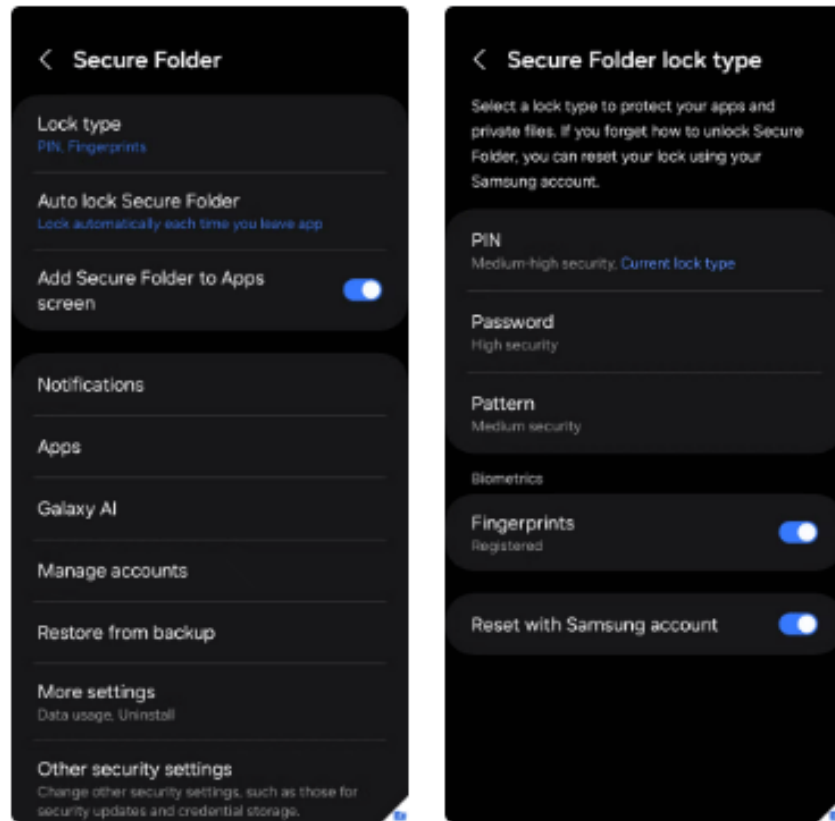 Secure Folder
Lock type
PIN, Fingerprints
Auto lock Secure Folder
Lock automatically each time you leave app
Add Secure Folder to Apps
screen
Notifications
Apps
Galaxy AI
Manage accounts
Restore from backup
More settings
Data usage, Uninstall
Other security settings
Change other security settings, such as those for
security updates and credential storage.
Secure Folder lock type
Select a lock type to protect your apps and
private files. If you forget how to unlock Secure
Folder, you can reset your lock using your
Samsung account.
PIN
Medium-high security, Current lock type
Password
High security
Pattern
Medium security
Biometrics
Fingerprints
Registered
Reset with Samsung account